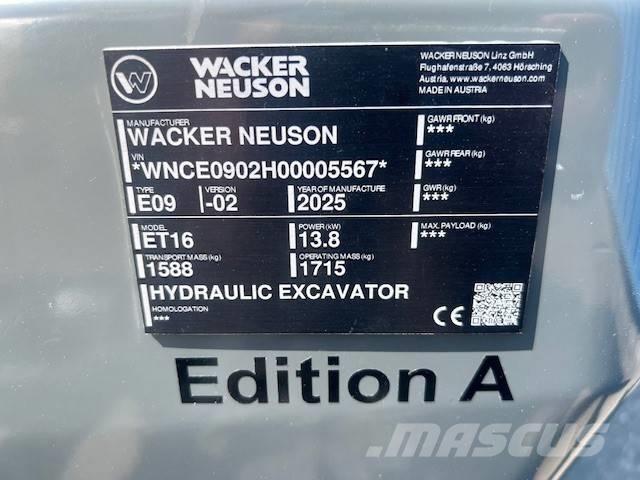 WACKER
NEUSON
WACKER NEUSON Linz GmbH
Flughafenstraße 7, 4063 Hörsching
Austria. www.wackerneuson.com
MADE IN AUSTRIA
MANUFACTURER
WACKER NEUSON
VIN
*WNCE0902H00005567*
TYPE VERSION YEAR OF MANUFACTURE
E09 -02 2025
MODEL POWER (kW)
ET16 13.8
TRANSPORT MASS (kg) OPERATING MASS (kg)
1588 1715
HYDRAULIC EXCAVATOR
HOMOLOGATION
***
GAWR FRONT (kg)
***
GAWR REAR (kg)
***
GWR (kg)
***
MAX. PAYLOAD (kg)
***
CE
Edition A
MASCUS